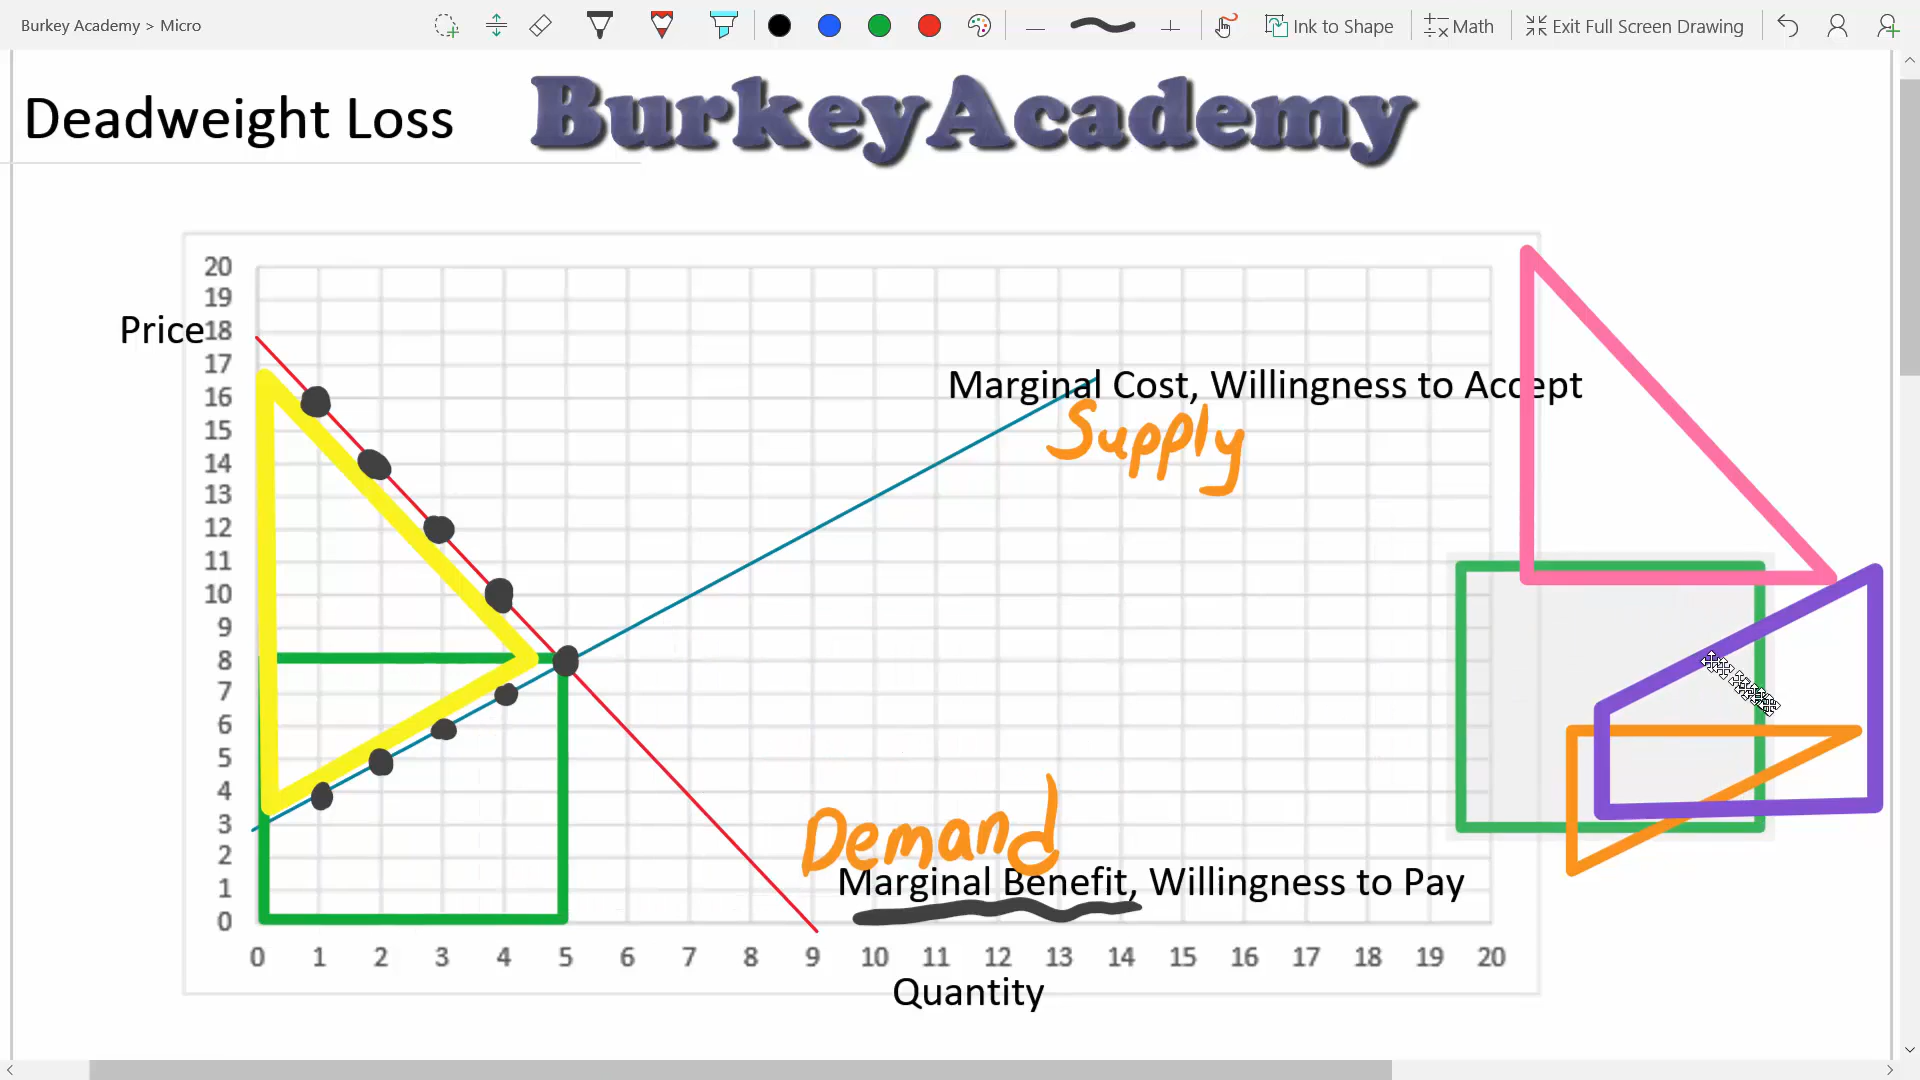 Burkey Academy > Micro
Ink to Shape
Math
Exit Full Screen Drawing
Deadweight Loss
BurkeyAcademy
20
19
Price
18
17
Marginal Cost, Willingness to Accept
16
Supply
15
14
13
12
11
10
9
8
7
6
5
4
3
Demand
2
Marginal Benefit, Willingness to Pay
1
0
0 1 2 3 4 5 6 7 8 9 10 11 12 13 14 15 16 17 18 19 20
Quantity